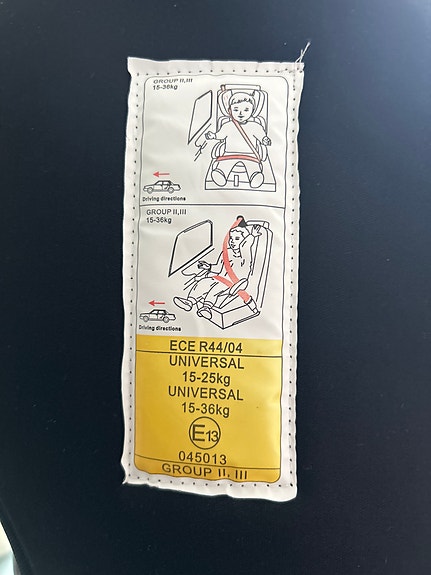 GROUP II,III
15-36kg
Driving directions
GROUP II,III
15-36kg
Driving directions
ECE R44/04
UNIVERSAL
15-25kg
UNIVERSAL
15-36kg
E13
045013
GROUP II, III